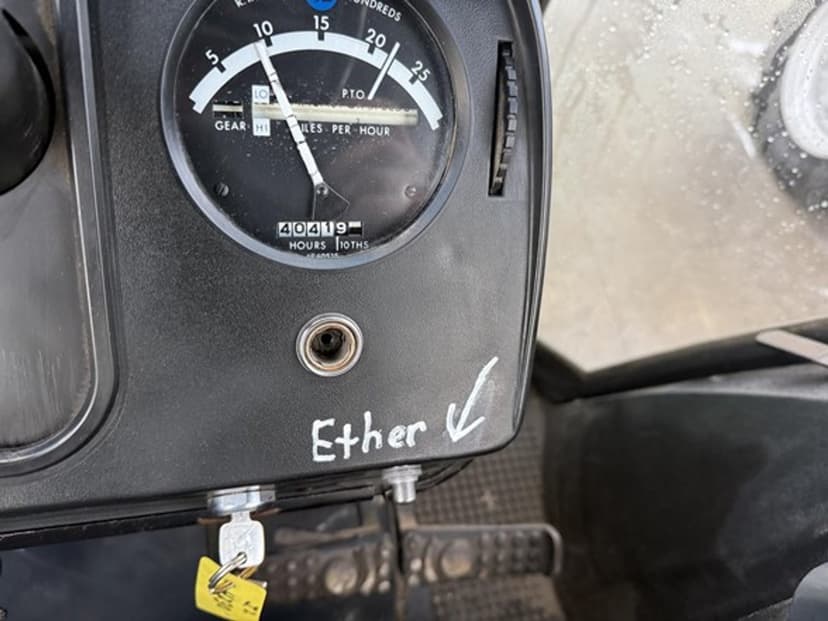 HUNDREDS
5 10 15 20 25
LO P.T.O.
GEAR HI MILES PER HOUR
40419
HOURS 10THS
Ether